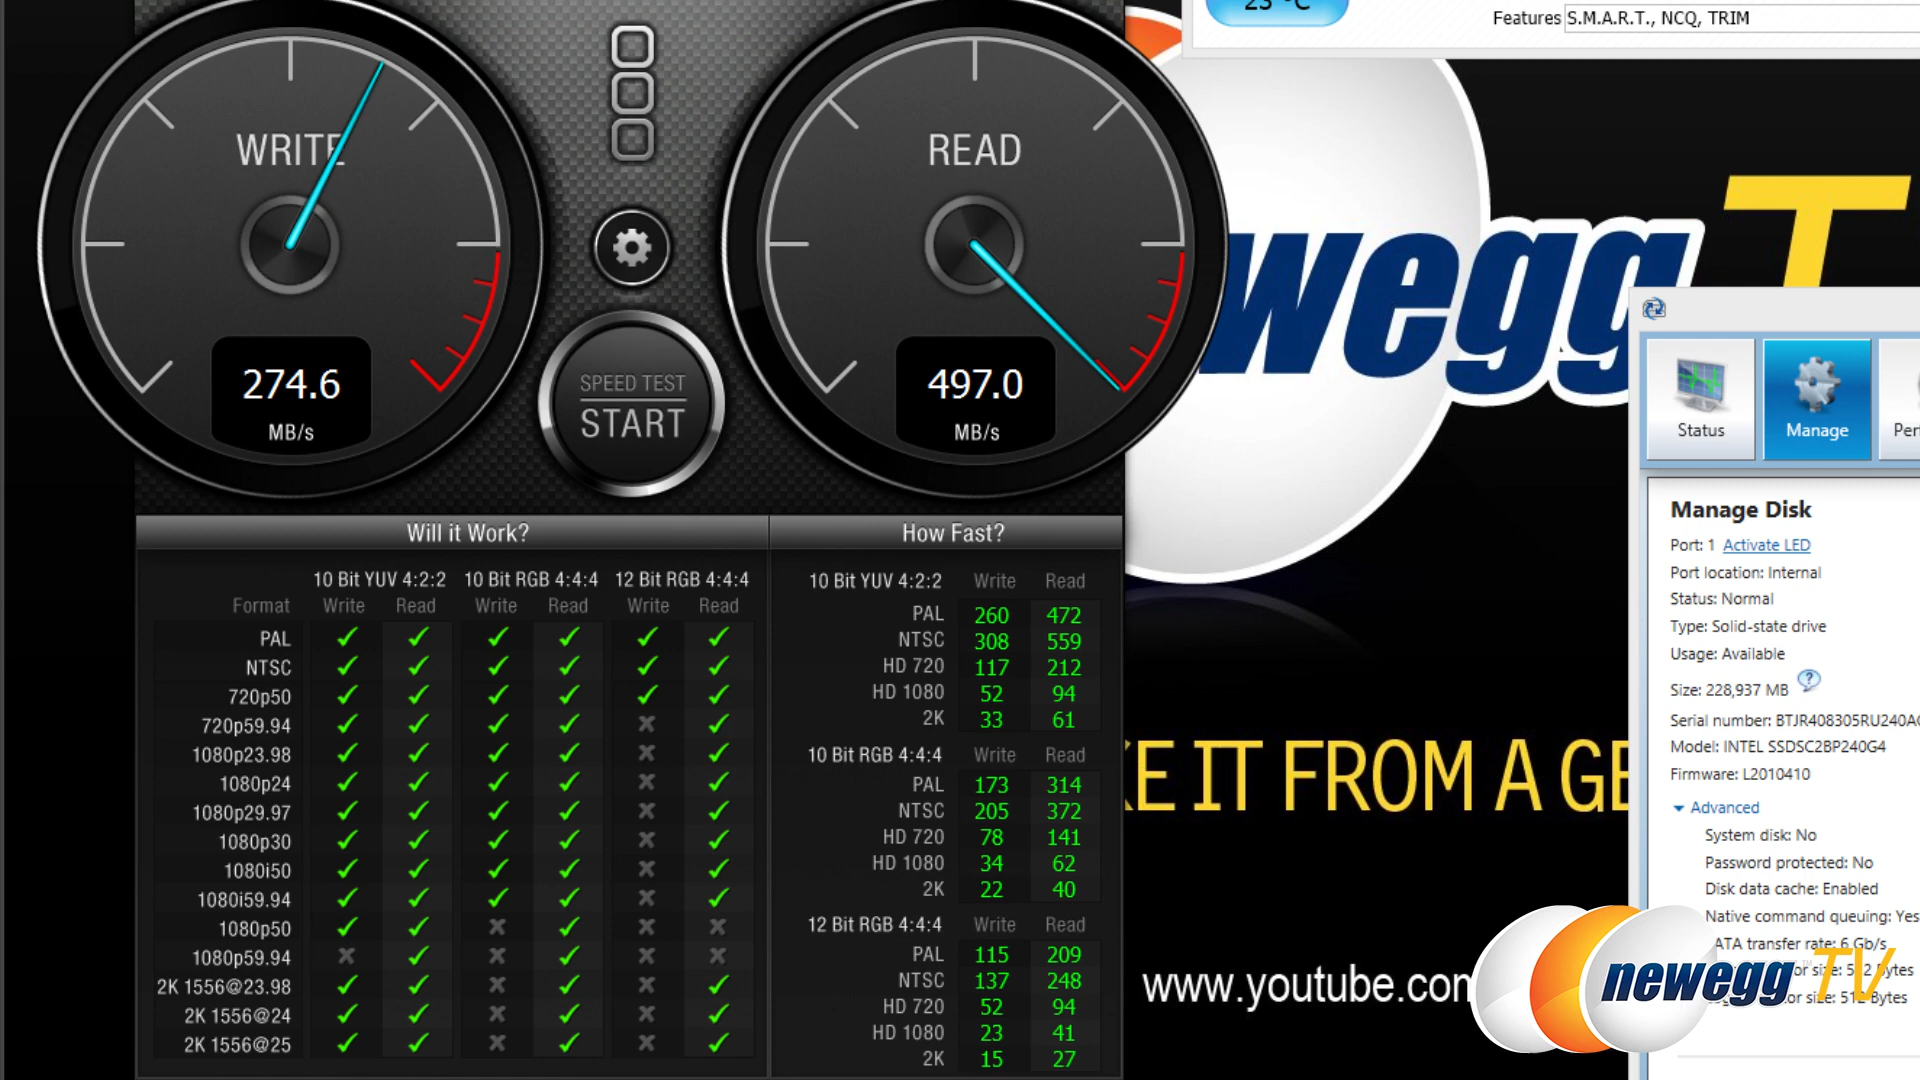 23 °C
Features S.M.A.R.T., NCQ, TRIM
WRITE
274.6
MB/s
READ
497.0
MB/s
SPEED TEST
START
wegg T
Status
Manage
Manage Disk
Port: 1 Activate LED
Port location: Internal
Status: Normal
Type: Solid-state drive
Usage: Available
Size: 228,937 MB ?
Serial number: BTJR408305RU240A
Model: INTEL SSDSC2BP240G4
Firmware: L2010410
Advanced
System disk: No
Password protected: No
Disk data cache: Enabled
Native command queuing: Yes
ATA transfer rate: 6 Gb/s
Will it Work?
10 Bit YUV 4:2:2 10 Bit RGB 4:4:4 12 Bit RGB 4:4:4
Format Write Read Write Read Write Read
PAL ✓ ✓ ✓ ✓ ✓ ✓
NTSC ✓ ✓ ✓ ✓ ✓ ✓
720p50 ✓ ✓ ✓ ✓ ✓ ✓
720p59.94 ✓ ✓ ✓ ✓ X ✓
1080p23.98 ✓ ✓ ✓ ✓ X ✓
1080p24 ✓ ✓ ✓ ✓ X ✓
1080p29.97 ✓ ✓ ✓ ✓ X ✓
1080p30 ✓ ✓ ✓ ✓ X ✓
1080i50 ✓ ✓ ✓ ✓ X ✓
1080i59.94 ✓ ✓ ✓ ✓ X ✓
1080p50 ✓ ✓ X ✓ X X
1080p59.94 X ✓ X ✓ X X
2K 1556@23.98 ✓ ✓ X ✓ X ✓
2K 1556@24 ✓ ✓ X ✓ X ✓
2K 1556@25 ✓ ✓ X ✓ X ✓
How Fast?
10 Bit YUV 4:2:2 Write Read
PAL 260 472
NTSC 308 559
HD 720 117 212
HD 1080 52 94
2K 33 61
10 Bit RGB 4:4:4 Write Read
PAL 173 314
NTSC 205 372
HD 720 78 141
HD 1080 34 62
2K 22 40
12 Bit RGB 4:4:4 Write Read
PAL 115 209
NTSC 137 248
HD 720 52 94
HD 1080 23 41
2K 15 27
KE IT FROM A GE
www.youtube.com
newegg TV